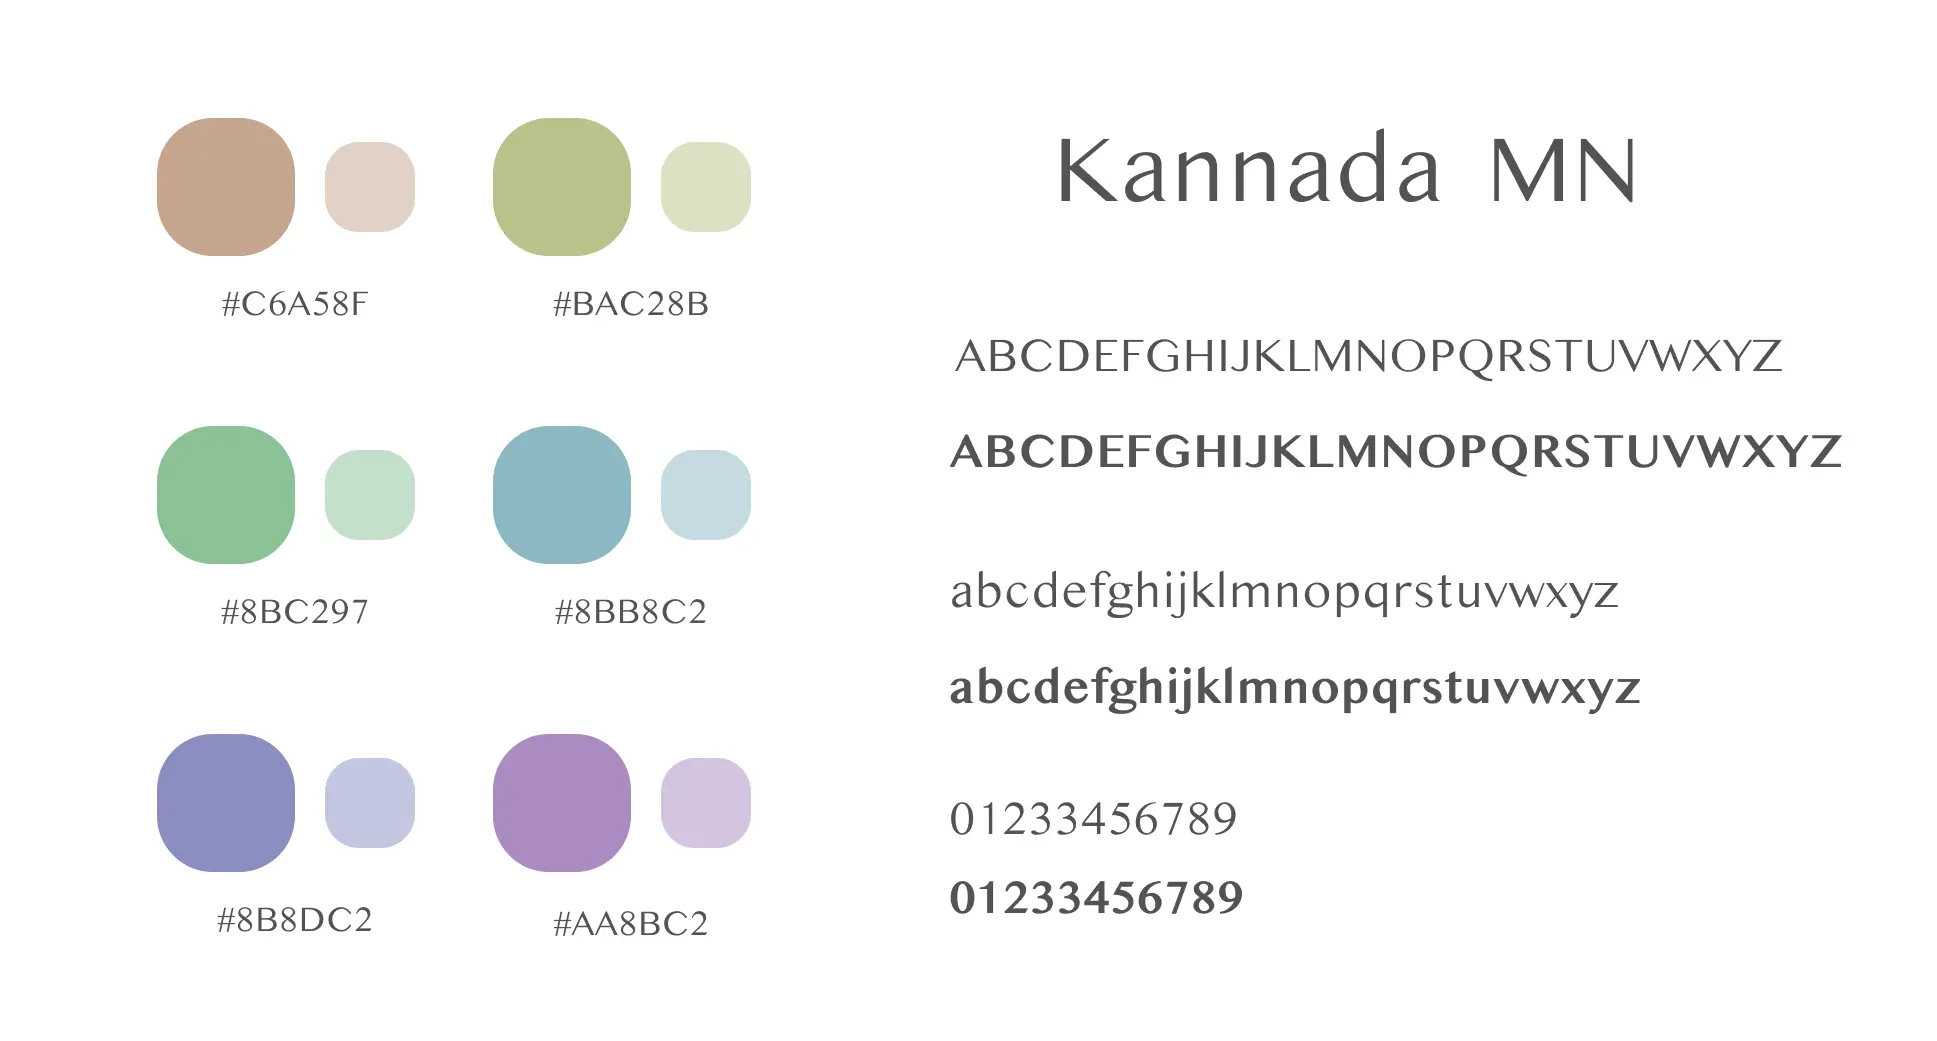 #C6A58F
#BAC28B
#8BC297
#8BB8C2
#8B8DC2
#AA8BC2
Kannada MN
ABCDEFGHIJKLMNOPQRSTUVWXYZ
ABCDEFGHIJKLMNOPQRSTUVWXYZ
abcdefghijklmnopqrstuvwxyz
abcdefghijklmnopqrstuvwxyz
01233456789
01233456789